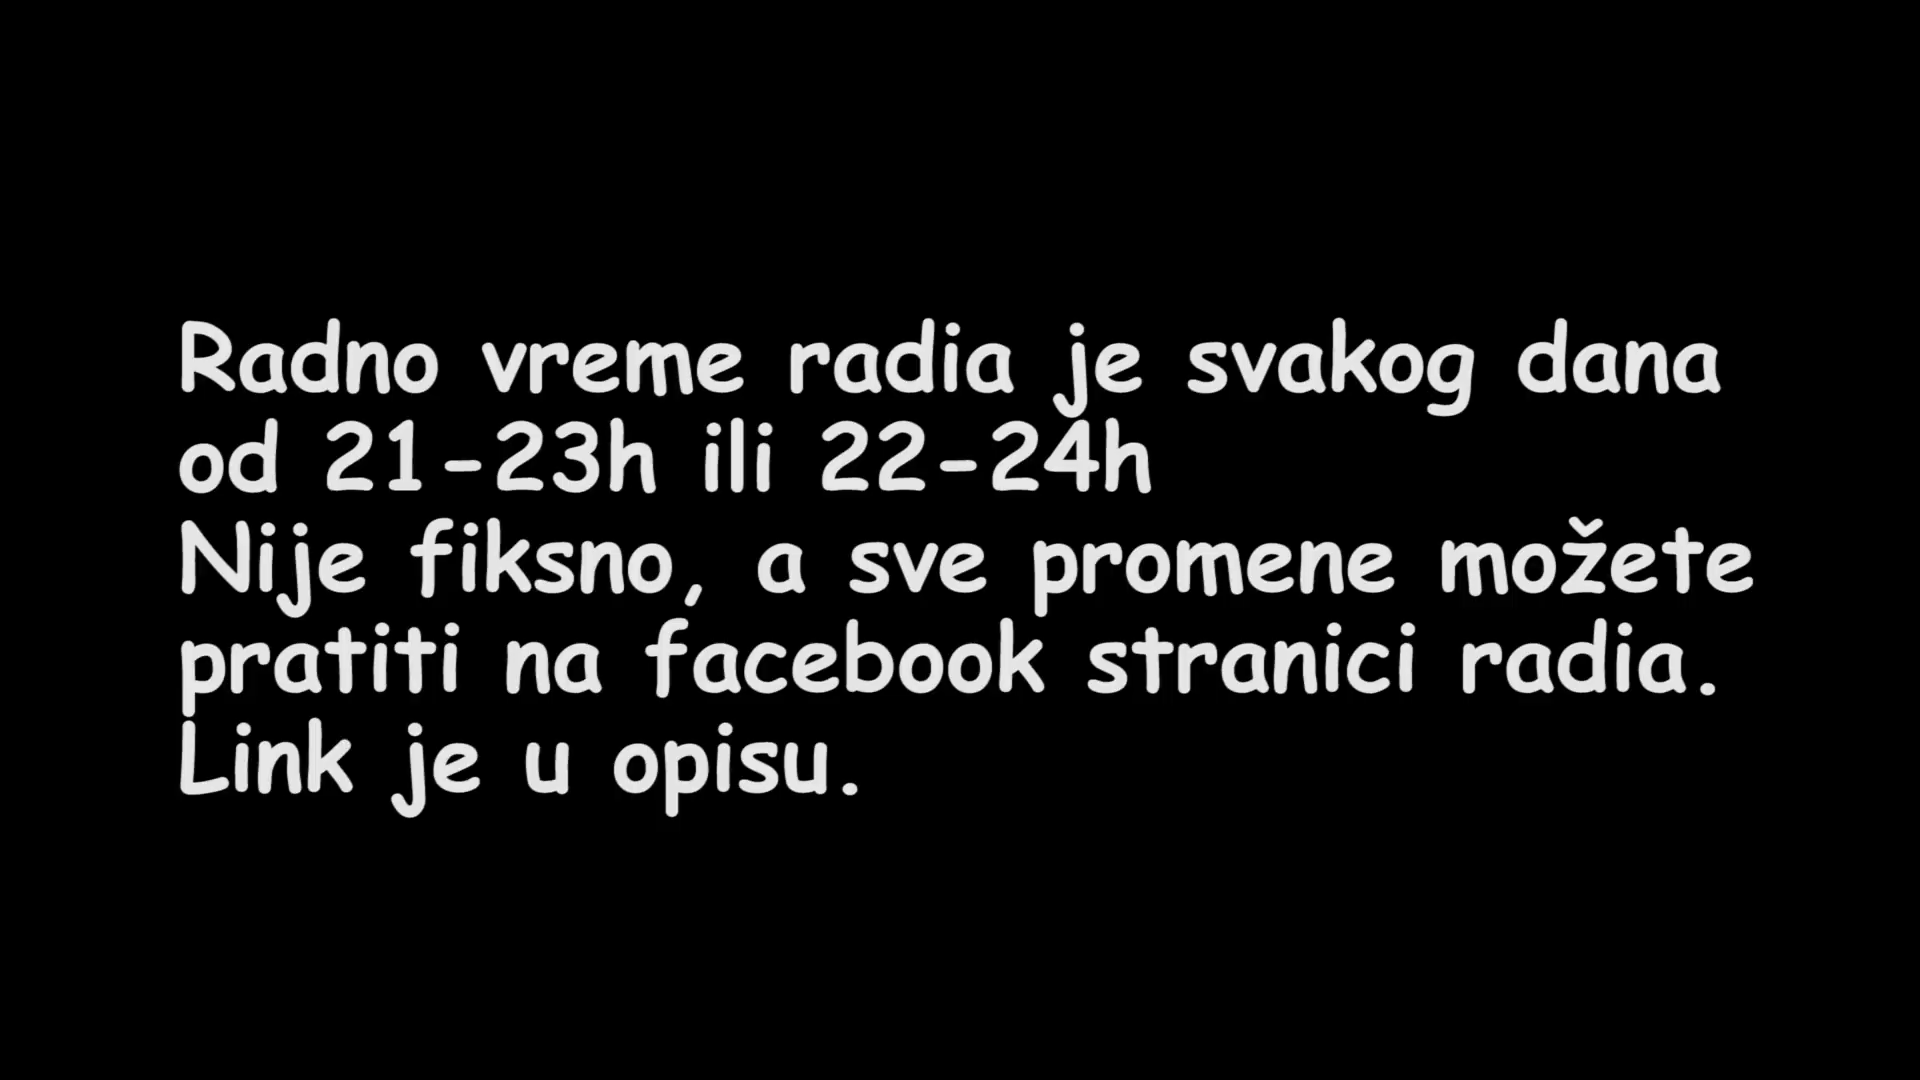 Radno vreme radia je svakog dana
od 21-23h ili 22-24h
Nije fiksno, a sve promene možete
pratiti na facebook stranici radia.
Link je u opisu.